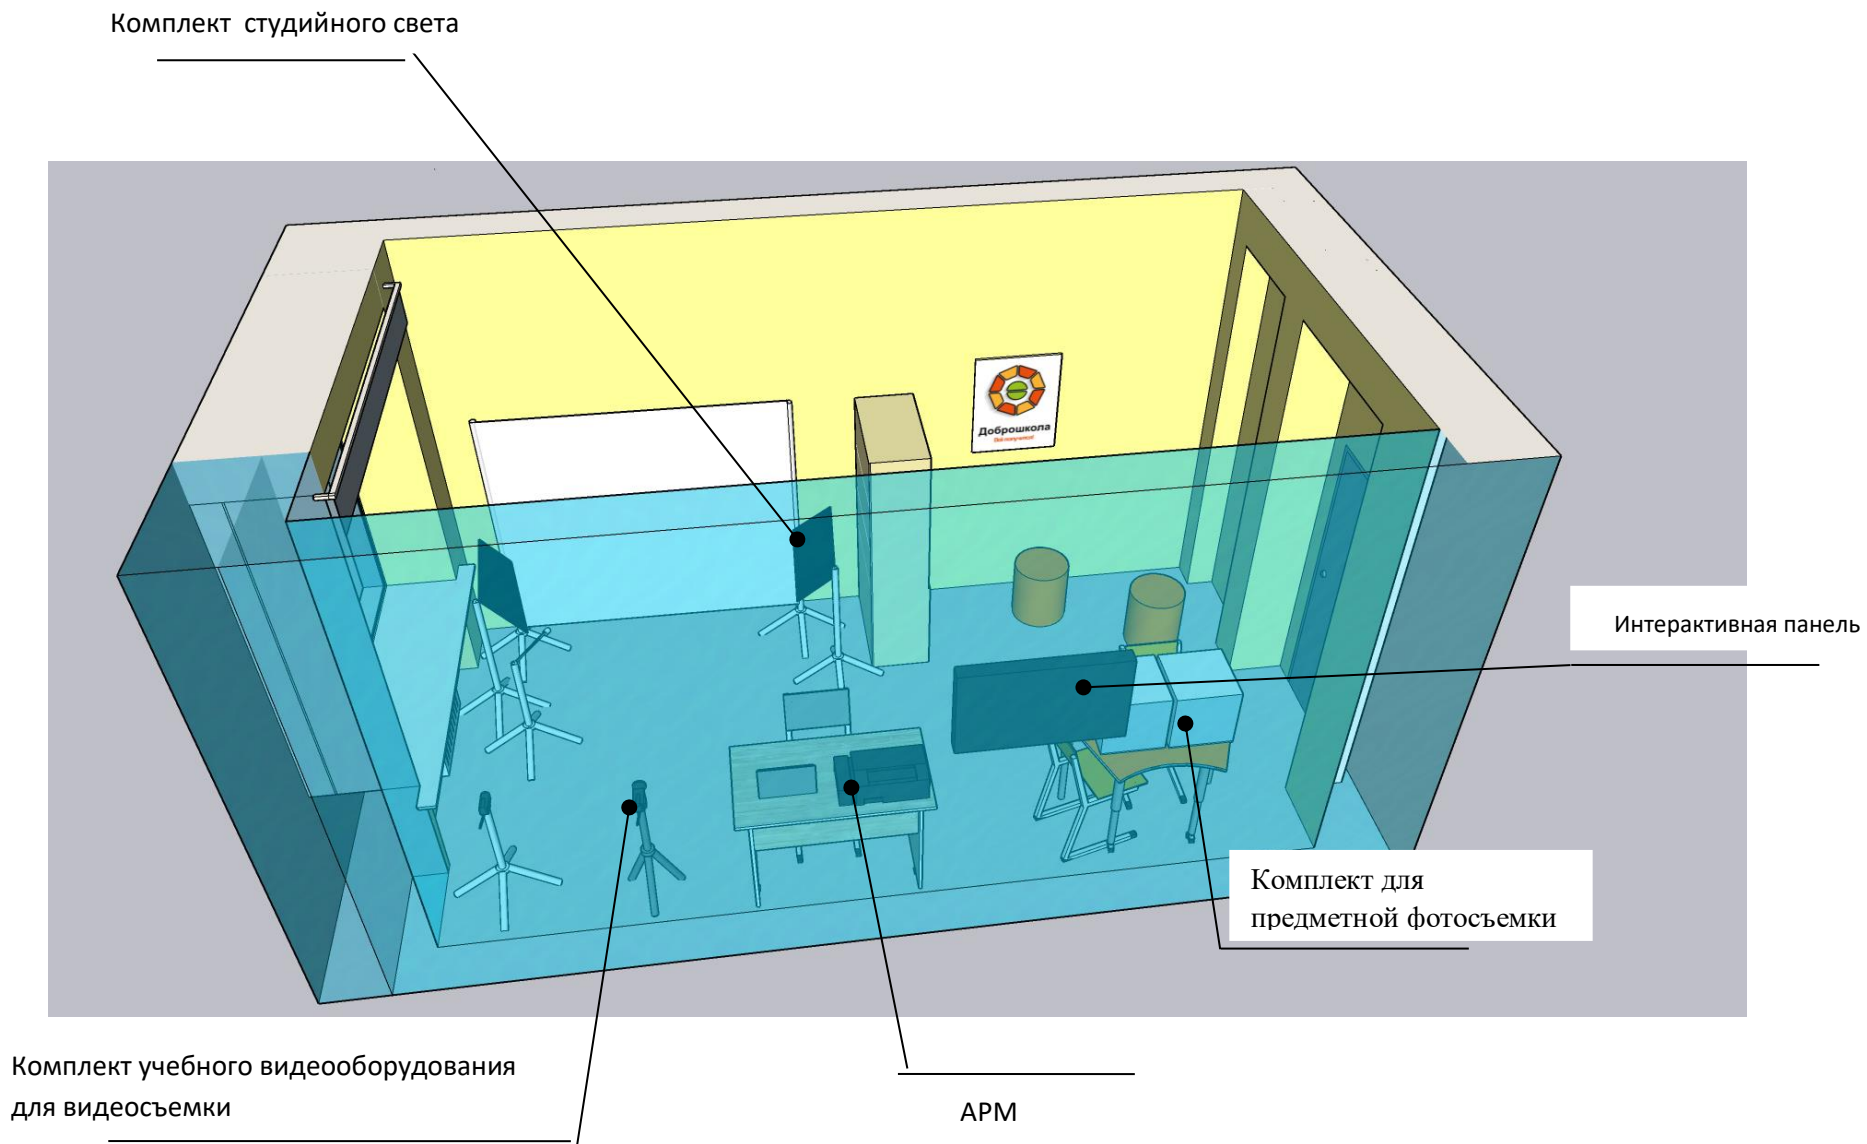 Комплект студийного света
Доброшкола
Интерактивная панель
Комплект для
предметной фотосъемки
Комплект учебного видеооборудования
для видеосъемки
АРМ